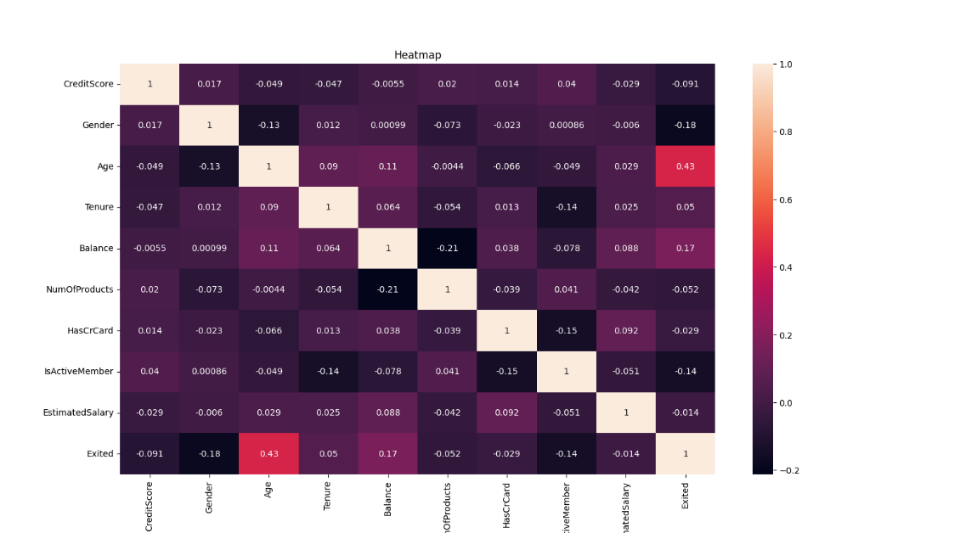 Heatmap
CreditScore 1 0.017 -0.049 -0.047 -0.0055 0.02 0.014 0.04 -0.029 -0.091
Gender 0.017 1 -0.13 0.012 0.00099 -0.073 -0.023 0.00086 -0.006 -0.18
Age -0.049 -0.13 1 0.09 0.11 -0.0044 -0.066 -0.049 0.029 0.43
Tenure -0.047 0.012 0.09 1 0.064 -0.054 0.013 -0.14 0.025 0.05
Balance -0.0055 0.00099 0.11 0.064 1 -0.21 0.038 -0.078 0.088 0.17
NumOfProducts 0.02 -0.073 -0.0044 -0.054 -0.21 1 -0.039 0.041 -0.042 -0.052
HasCrCard 0.014 -0.023 -0.066 0.013 0.038 -0.039 1 -0.15 0.092 -0.029
IsActiveMember 0.04 0.00086 -0.049 -0.14 -0.078 0.041 -0.15 1 -0.051 -0.14
EstimatedSalary -0.029 -0.006 0.029 0.025 0.088 -0.042 0.092 -0.051 1 -0.014
Exited -0.091 -0.18 0.43 0.05 0.17 -0.052 -0.029 -0.14 -0.014 1
CreditScore
Gender
Age
Tenure
Balance
nOfProducts
HasCrCard
tiveMember
natedSalary
Exited
1.0
0.8
0.6
0.4
0.2
0.0
−0.2